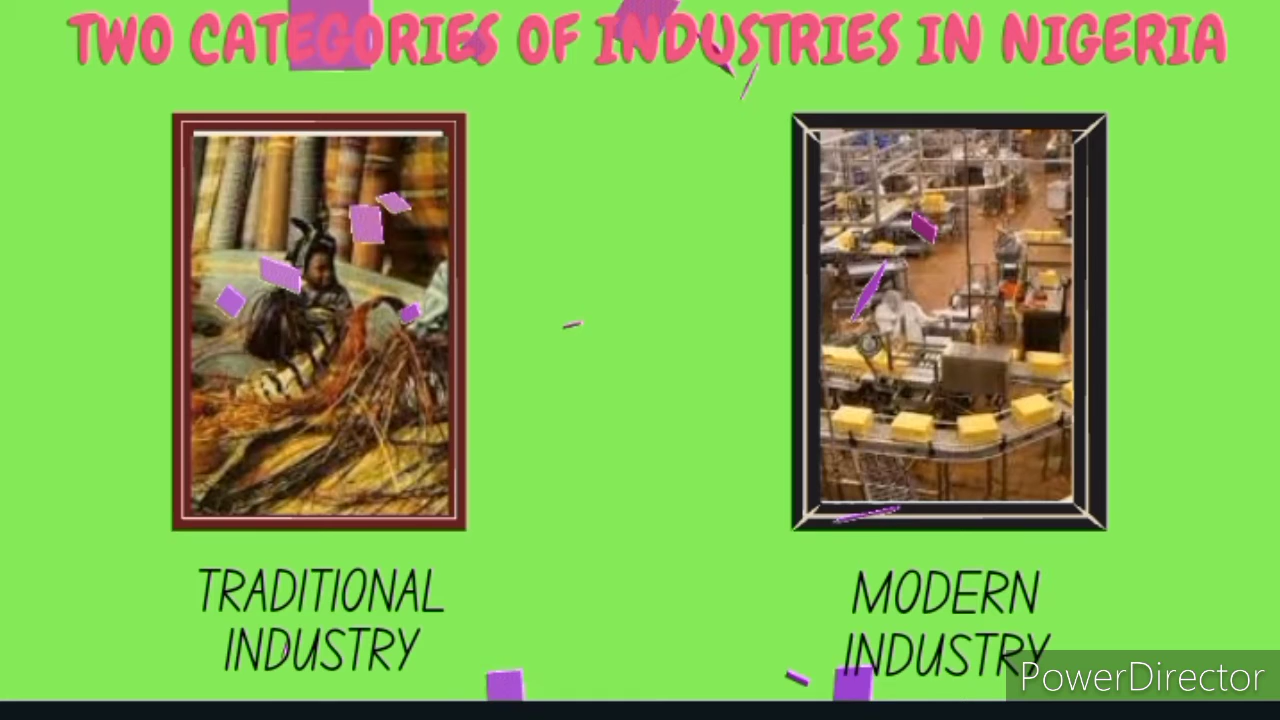 TWO CATEGORIES OF INDUSTRIES IN NIGERIA
TRADITIONAL
INDUSTRY
MODERN
INDUSTRY
PowerDirector